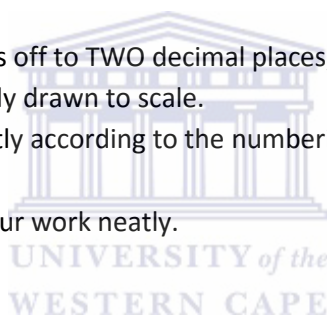 s off to TWO decimal places
ly drawn to scale.
tly according to the number
ur work neatly.
UNIVERSITY of the
WESTERN CAPE